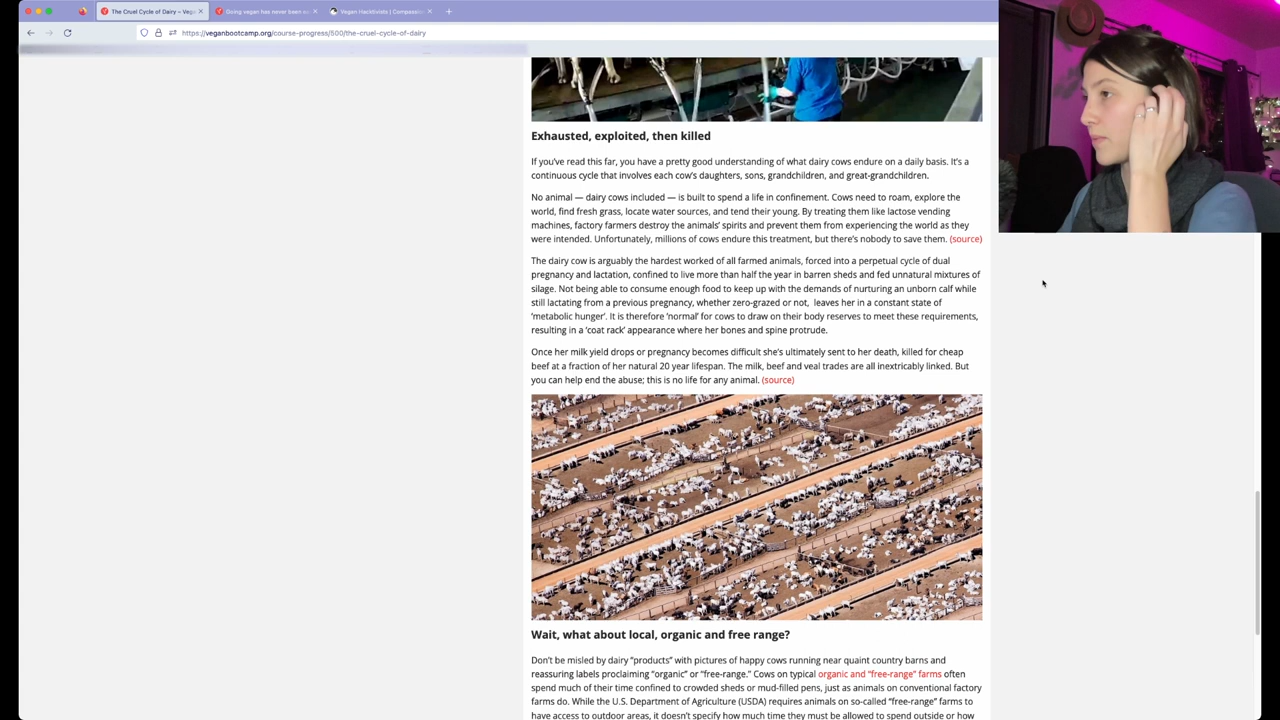 The Cruel Cycle of Dairy – Veg
Going vegan has never been
Vegan Hacktivists | Compassi
https://veganbootcamp.org/course-progress/500/the-cruel-cycle-of-dairy
Exhausted, exploited, then killed
If you've read this far, you have a pretty good understanding of what dairy cows endure on a daily basis. It's a
continuous cycle that involves each cow's daughters, sons, grandchildren, and great-grandchildren.
No animal — dairy cows included — is built to spend a life in confinement. Cows need to roam, explore the
world, find fresh grass, locate water sources, and tend their young. By treating them like lactose vending
machines, factory farmers destroy the animals' spirits and prevent them from experiencing the world as they
were intended. Unfortunately, millions of cows endure this treatment, but there's nobody to save them. (source)
The dairy cow is arguably the hardest worked of all farmed animals, forced into a perpetual cycle of dual
pregnancy and lactation, confined to live more than half the year in barren sheds and fed unnatural mixtures of
silage. Not being able to consume enough food to keep up with the demands of nurturing an unborn calf while
still lactating from a previous pregnancy, whether zero-grazed or not, leaves her in a constant state of
'metabolic hunger'. It is therefore 'normal' for cows to draw on their body reserves to meet these requirements,
resulting in a 'coat rack' appearance where her bones and spine protrude.
Once her milk yield drops or pregnancy becomes difficult she's ultimately sent to her death, killed for cheap
beef at a fraction of her natural 20 year lifespan. The milk, beef and veal trades are all inextricably linked. But
you can help end the abuse; this is no life for any animal. (source)
Wait, what about local, organic and free range?
Don't be misled by dairy "products" with pictures of happy cows running near quaint country barns and
reassuring labels proclaiming "organic" or "free-range." Cows on typical organic and "free-range" farms often
spend much of their time confined to crowded sheds or mud-filled pens, just as animals on conventional factory
farms do. While the U.S. Department of Agriculture (USDA) requires animals on so-called "free-range" farms to
have access to outdoor areas, it doesn't specify how much time they must be allowed to spend outside or how